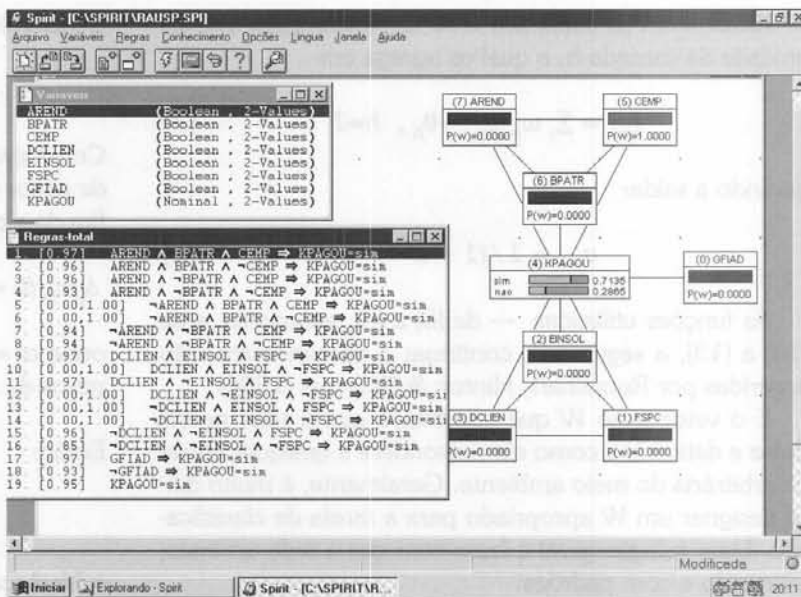 Spirit - [C:\SPIRIT\RAUSP.SPI]
Arquivo Variáveis Regras Conhecimento Opções Lingua Janela Ajuda
Variaveis
AREND (Boolean , 2-Values)
BPATR (Boolean , 2-Values)
CEMP (Boolean , 2-Values)
DCLIEN (Boolean , 2-Values)
EINSOL (Boolean , 2-Values)
FSPC (Boolean , 2-Values)
GFIAD (Boolean , 2-Values)
KPAGOU (Nominal , 2-Values)
Regras-total
1. [0.97] AREND ∧ BPATR ∧ CEMP ⇒ KPAGOU=sim
2. [0.96] AREND ∧ BPATR ∧ ¬CEMP ⇒ KPAGOU=sim
3. [0.96] AREND ∧ ¬BPATR ∧ CEMP ⇒ KPAGOU=sim
4. [0.93] AREND ∧ ¬BPATR ∧ ¬CEMP ⇒ KPAGOU=sim
5. [0.00,1.00] ¬AREND ∧ BPATR ∧ CEMP ⇒ KPAGOU=sim
6. [0.00,1.00] ¬AREND ∧ BPATR ∧ ¬CEMP ⇒ KPAGOU=sim
7. [0.94] ¬AREND ∧ ¬BPATR ∧ CEMP ⇒ KPAGOU=sim
8. [0.94] ¬AREND ∧ ¬BPATR ∧ ¬CEMP ⇒ KPAGOU=sim
9. [0.95] DCLIEN ∧ EINSOL ∧ FSPC ⇒ KPAGOU=sim
10. [0.00,1.00] DCLIEN ∧ EINSOL ∧ ¬FSPC ⇒ KPAGOU=sim
11. [0.97] DCLIEN ∧ ¬EINSOL ∧ FSPC ⇒ KPAGOU=sim
12. [0.00,1.00] DCLIEN ∧ ¬EINSOL ∧ ¬FSPC ⇒ KPAGOU=sim
13. [0.00,1.00] ¬DCLIEN ∧ EINSOL ∧ FSPC ⇒ KPAGOU=sim
14. [0.00,1.00] ¬DCLIEN ∧ EINSOL ∧ ¬FSPC ⇒ KPAGOU=sim
15. [0.96] ¬DCLIEN ∧ ¬EINSOL ∧ FSPC ⇒ KPAGOU=sim
16. [0.85] ¬DCLIEN ∧ ¬EINSOL ∧ ¬FSPC ⇒ KPAGOU=sim
17. [0.97] GFIAD ⇒ KPAGOU=sim
18. [0.93] ¬GFIAD ⇒ KPAGOU=sim
19. [0.95] KPAGOU=sim
(7) AREND
P(w)=0.0000
(5) CEMP
P(w)=1.0000
(6) BPATR
P(w)=0.0000
(4) KPAGOU
sim 0.7135
nao 0.2865
(0) GFIAD
P(w)=0.0000
(2) EINSOL
P(w)=0.0000
(3) DCLIEN
P(w)=0.0000
(1) FSPC
P(w)=0.0000
Modificada
Iniciar Explorando - Spirit Spirit - [C:\SPIRIT\R... 20:11